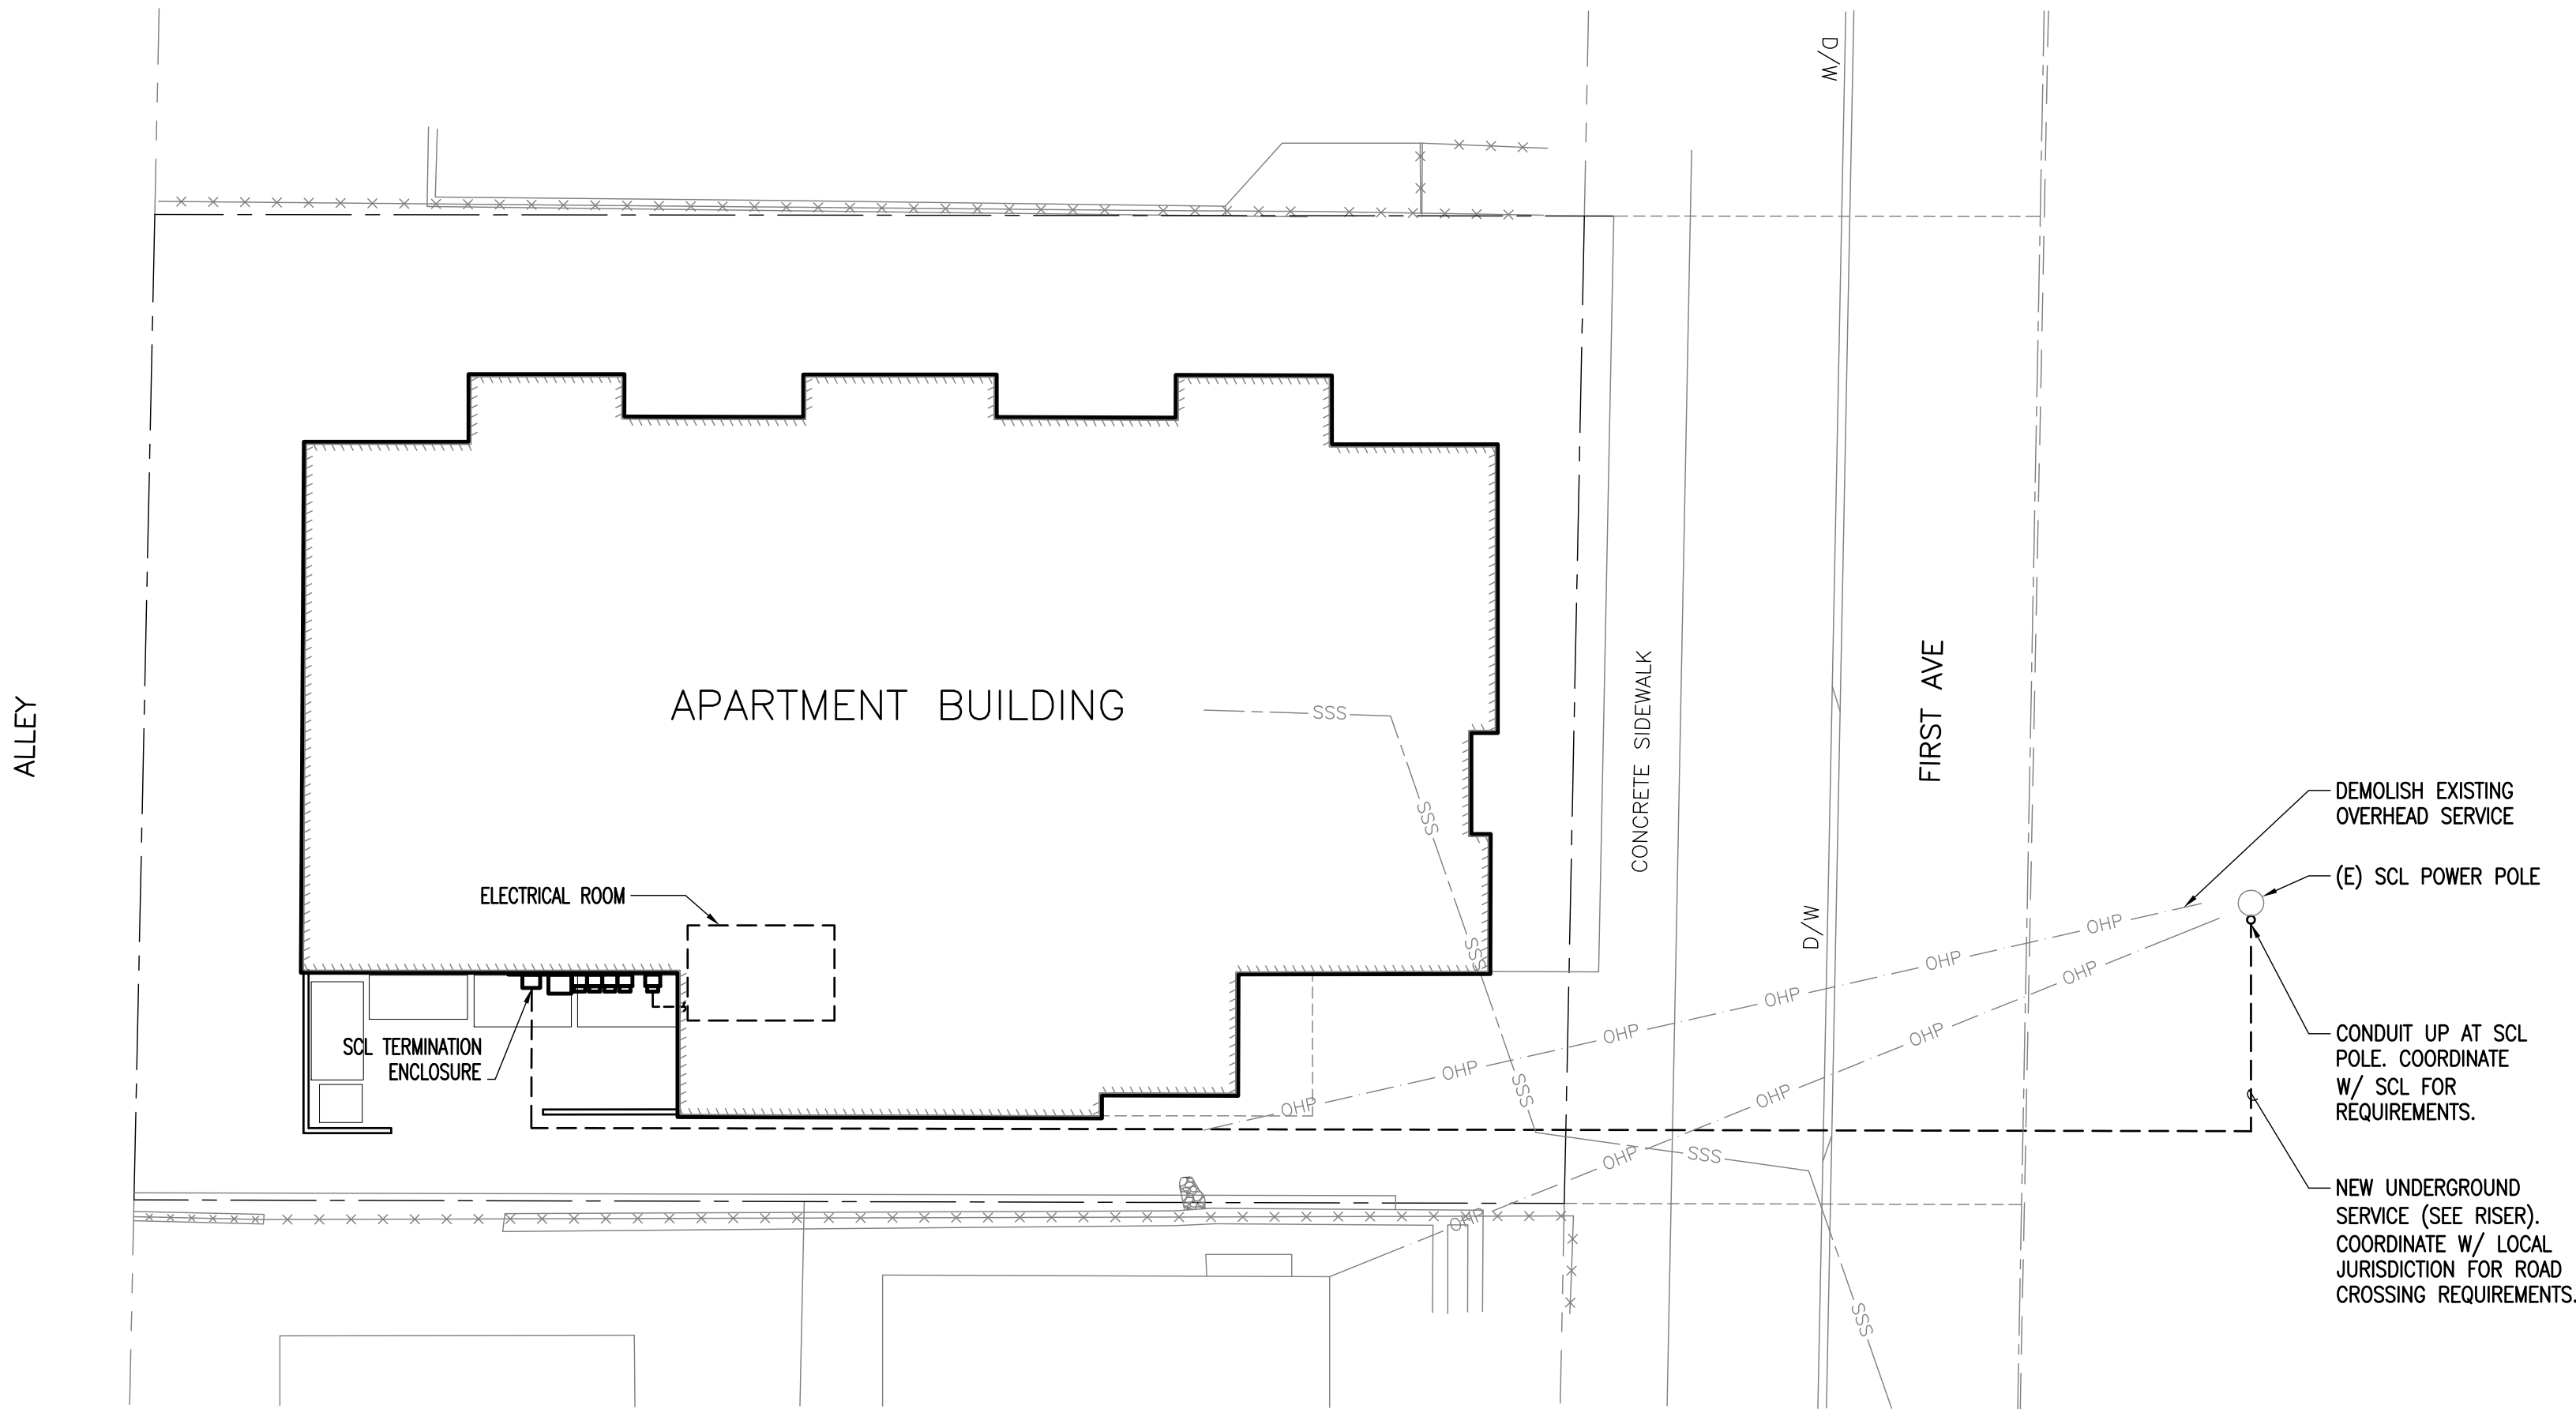 D/W
ALLEY
APARTMENT BUILDING
SSS
SSS
SSS
SSS
SSS
SSS
CONCRETE SIDEWALK
FIRST AVE
D/W
ELECTRICAL ROOM
SCL TERMINATION
ENCLOSURE
OHP
OHP
OHP
OHP
OHP
OHP
OHP
OHP
OHP
OHP
OHP
DEMOLISH EXISTING
OVERHEAD SERVICE
(E) SCL POWER POLE
CONDUIT UP AT SCL
POLE. COORDINATE
W/ SCL FOR
REQUIREMENTS.
NEW UNDERGROUND
SERVICE (SEE RISER).
COORDINATE W/ LOCAL
JURISDICTION FOR ROAD
CROSSING REQUIREMENTS.